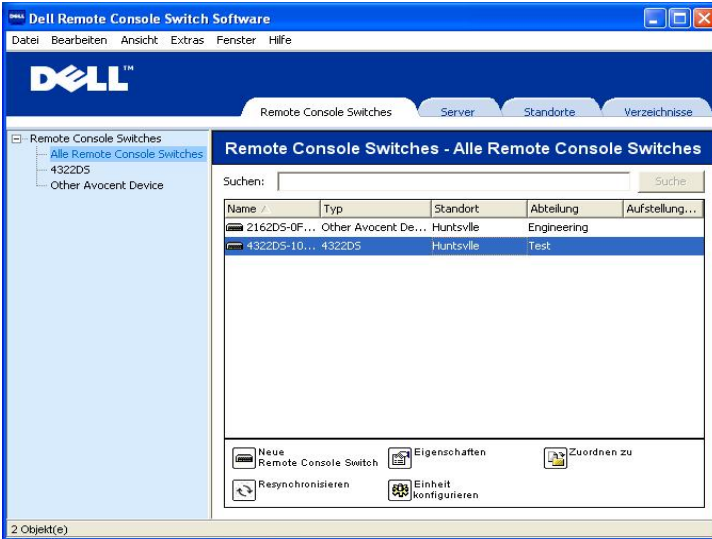 Dell Remote Console Switch Software
Datei Bearbeiten Ansicht Extras Fenster Hilfe
DELL™
Remote Console Switches Server Standorte Verzeichnisse
Remote Console Switches
Alle Remote Console Switches
4322DS
Other Avocent Device
Remote Console Switches - Alle Remote Console Switches
Suchen: Suche
Name Typ Standort Abteilung Aufstellung...
2162DS-0F... Other Avocent De... Huntsvlle Engineering
4322DS-10... 4322DS Huntsvlle Test
Neue
Remote Console Switch
Eigenschaften
Zuordnen zu
Resynchronisieren
Einheit
konfigurieren
2 Objekt(e)